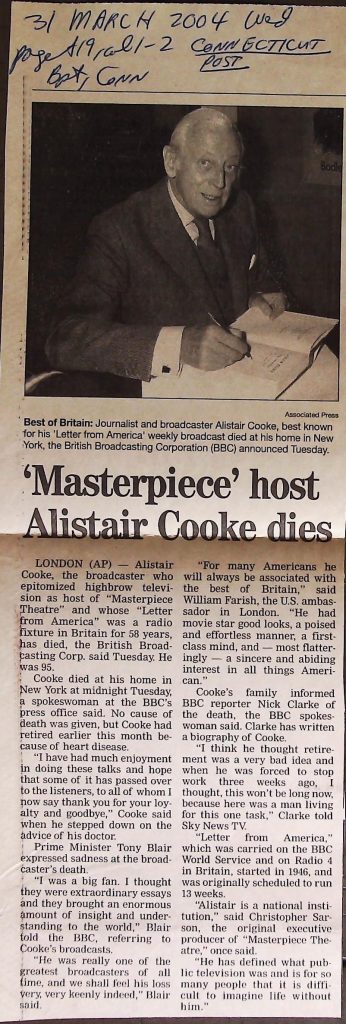 31 MARCH 2004 Wed
page A19, col 1-2 CONNECTICUT
POST
Bpt, Conn
Bodle
Associated Press
Best of Britain: Journalist and broadcaster Alistair Cooke, best known
for his 'Letter from America' weekly broadcast died at his home in New
York, the British Broadcasting Corporation (BBC) announced Tuesday.
'Masterpiece' host
Alistair Cooke dies
LONDON (AP) — Alistair
Cooke, the broadcaster who
epitomized highbrow televi-
sion as host of "Masterpiece
Theatre" and whose "Letter
from America" was a radio
fixture in Britain for 58 years,
has died, the British Broad-
casting Corp. said Tuesday. He
was 95.
Cooke died at his home in
New York at midnight Tuesday,
a spokeswoman at the BBC's
press office said. No cause of
death was given, but Cooke had
retired earlier this month be-
cause of heart disease.
"I have had much enjoyment
in doing these talks and hope
that some of it has passed over
to the listeners, to all of whom I
now say thank you for your loy-
alty and goodbye," Cooke said
when he stepped down on the
advice of his doctor.
Prime Minister Tony Blair
expressed sadness at the broad-
caster's death.
"I was a big fan. I thought
they were extraordinary essays
and they brought an enormous
amount of insight and under-
standing to the world," Blair
told the BBC, referring to
Cooke's broadcasts.
"He was really one of the
greatest broadcasters of all
time, and we shall feel his loss
very, very keenly indeed," Blair
said.
"For many Americans he
will always be associated with
the best of Britain," said
William Farish, the U.S. ambas-
sador in London. "He had
movie star good looks, a poised
and effortless manner, a first-
class mind, and — most flatter-
ingly — a sincere and abiding
interest in all things Ameri-
can."
Cooke's family informed
BBC reporter Nick Clarke of
the death, the BBC spokes-
woman said. Clarke has written
a biography of Cooke.
"I think he thought retire-
ment was a very bad idea and
when he was forced to stop
work three weeks ago, I
thought, this won't be long now,
because here was a man living
for this one task," Clarke told
Sky News TV.
"Letter from America,"
which was carried on the BBC
World Service and on Radio 4
in Britain, started in 1946, and
was originally scheduled to run
13 weeks.
"Alistair is a national insti-
tution," said Christopher Sar-
son, the original executive
producer of "Masterpiece The-
atre," once said.
"He has defined what pub-
lic television was and is for so
many people that it is diffi-
cult to imagine life without
him."